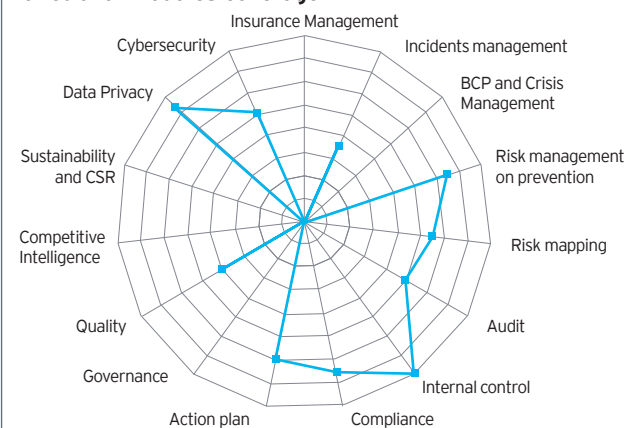 Insurance Management
Incidents management
BCP and Crisis
Management
Risk management
on prevention
Risk mapping
Audit
Internal control
Compliance
Action plan
Governance
Quality
Competitive
Intelligence
Sustainability
and CSR
Data Privacy
Cybersecurity